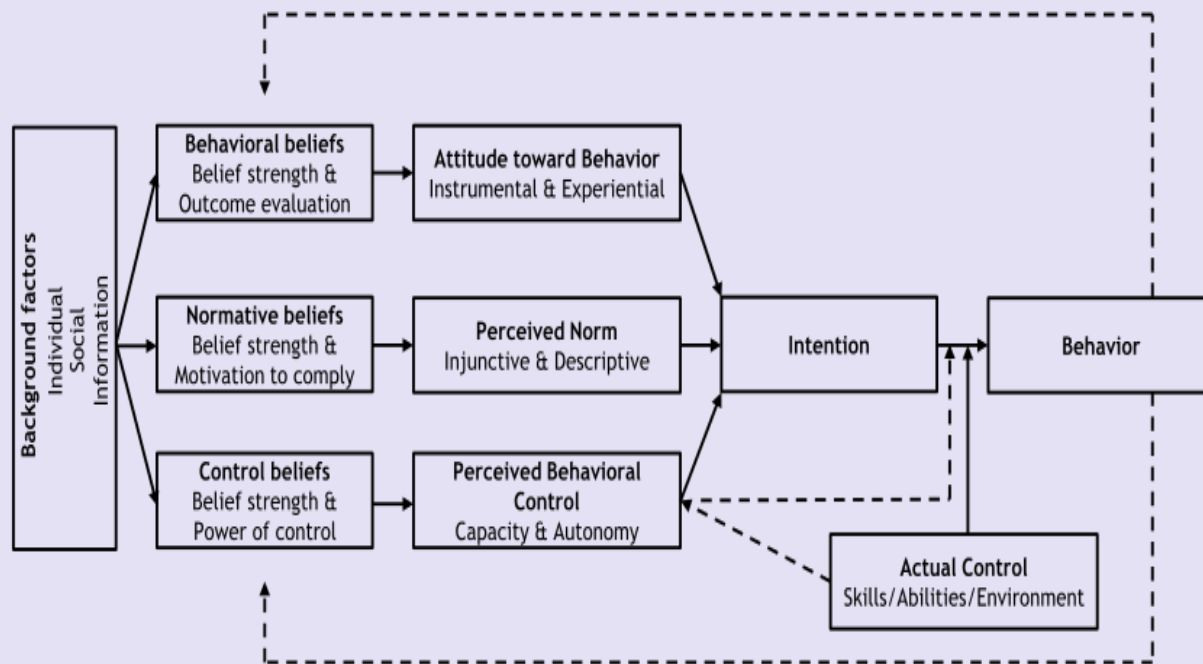 Background factors
Individual
Social
Information
Behavioral beliefs
Belief strength &
Outcome evaluation
Attitude toward Behavior
Instrumental & Experiential
Normative beliefs
Belief strength &
Motivation to comply
Perceived Norm
Injunctive & Descriptive
Intention
Behavior
Control beliefs
Belief strength &
Power of control
Perceived Behavioral
Control
Capacity & Autonomy
Actual Control
Skills/Abilities/Environment